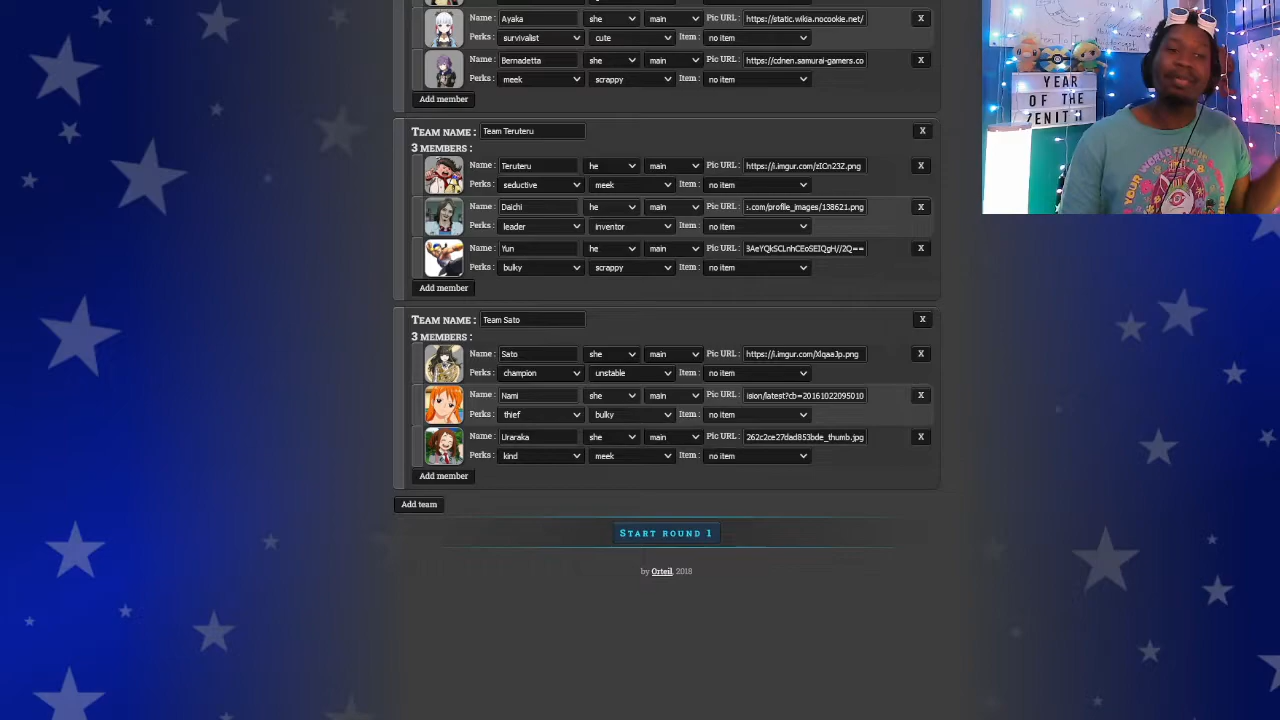 Name : Ayaka she main Pic URL : https://static.wikia.nocookie.net/ X
Perks : survivalist cute Item : no item
Name : Bernadetta she main Pic URL : https://cdnen.samurai-gamers.co X
Perks : meek scrappy Item : no item
Add member
YEAR
OF THE
ZENITH
TEAM NAME : Team Teruteru X
3 MEMBERS :
Name : Teruteru he main Pic URL : https://i.imgur.com/zICn23Z.png X
Perks : seductive meek Item : no item
Name : Daichi he main Pic URL : :.com/profile_images/138621.png X
Perks : leader inventor Item : no item
Name : Yun he main Pic URL : 3AeYQkSCLnhCEoSEIQgH//2Q== X
Perks : bulky scrappy Item : no item
Add member
TEAM NAME : Team Sato X
3 MEMBERS :
Name : Sato she main Pic URL : https://i.imgur.com/XlqaaJp.png X
Perks : champion unstable Item : no item
Name : Nami she main Pic URL : ision/latest?cb=20161022095010 X
Perks : thief bulky Item : no item
Name : Uraraka she main Pic URL : 262c2ce27dad853bde_thumb.jpg X
Perks : kind meek Item : no item
Add member
Add team
START ROUND 1
by Orteil, 2018